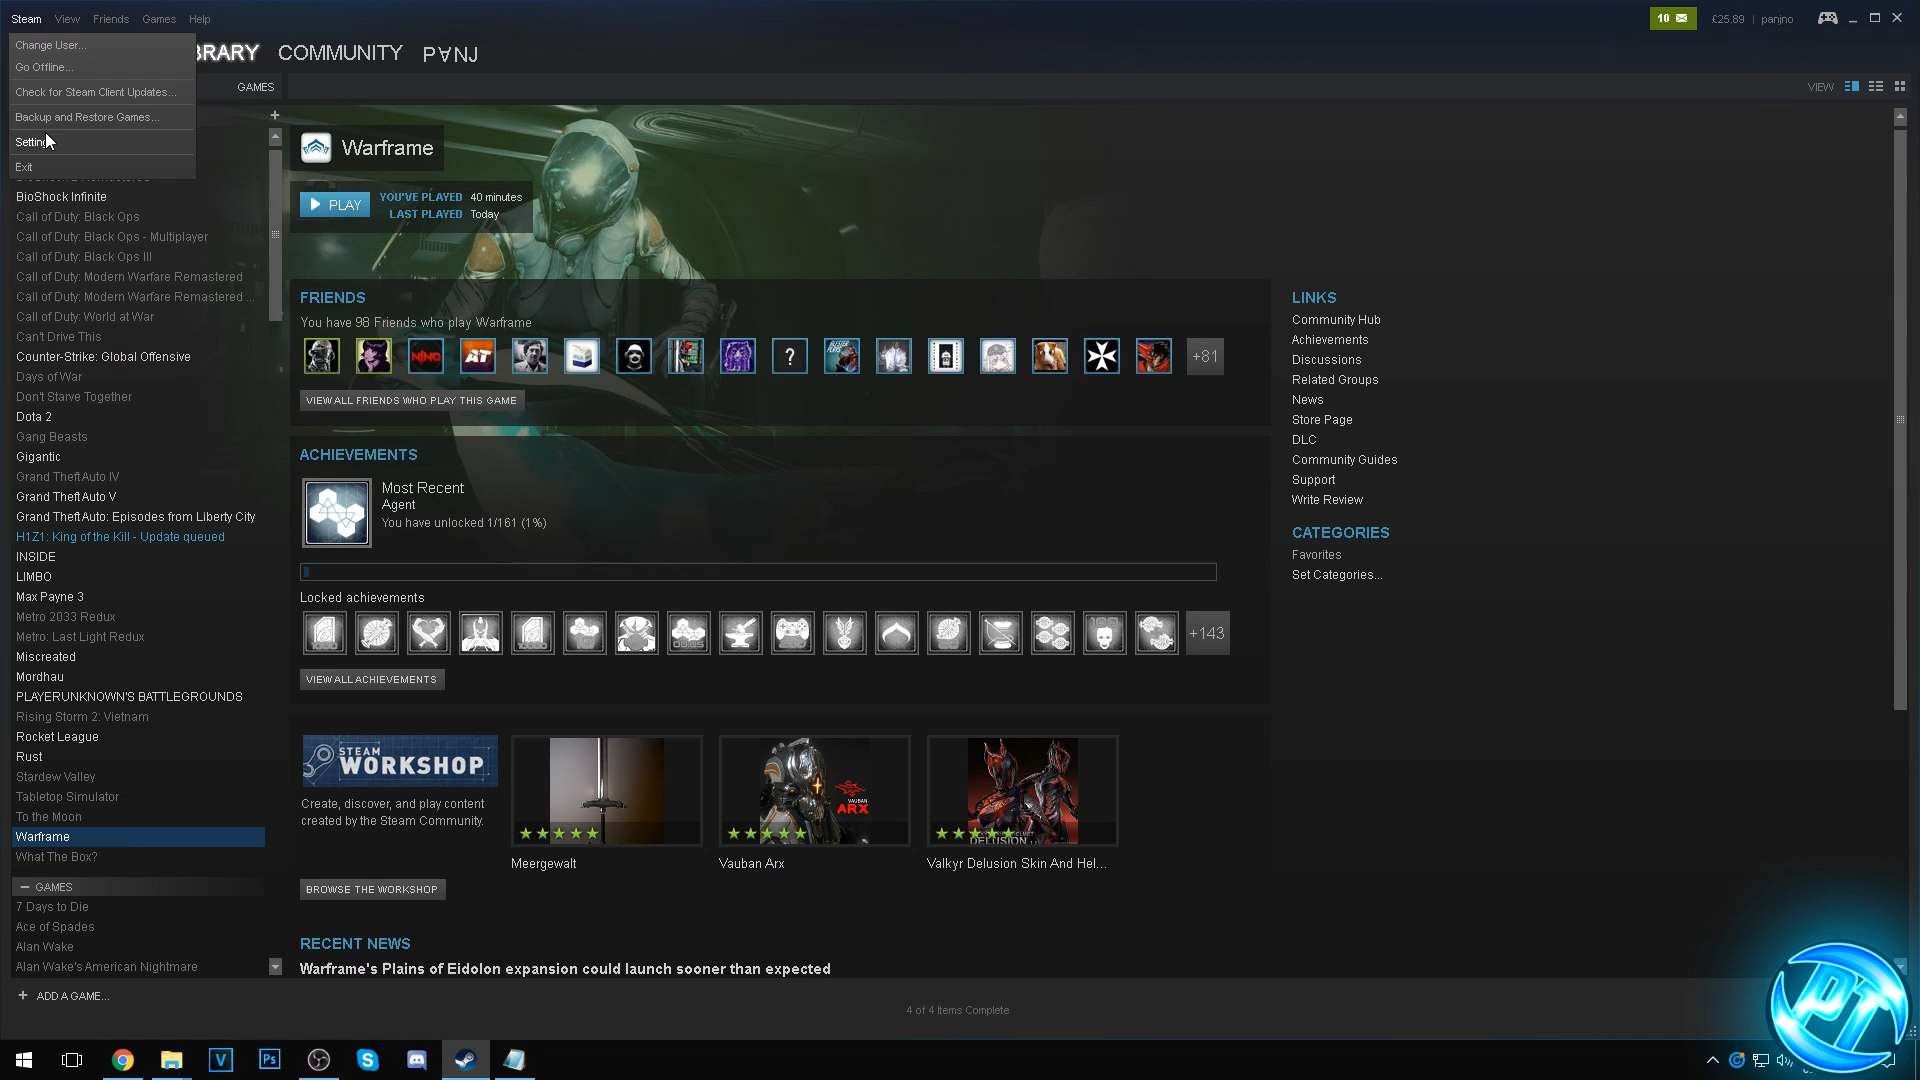 Steam View Friends Games Help
10 £25.89 | panjno
Change User...
Go Offline...
Check for Steam Client Updates...
Backup and Restore Games...
Setting
Exit
BRARY COMMUNITY P∀NJ
GAMES
VIEW
+
BioShock Infinite
Call of Duty: Black Ops
Call of Duty: Black Ops - Multiplayer
Call of Duty: Black Ops III
Call of Duty: Modern Warfare Remastered
Call of Duty: Modern Warfare Remastered ...
Call of Duty: World at War
Can't Drive This
Counter-Strike: Global Offensive
Days of War
Don't Starve Together
Dota 2
Gang Beasts
Gigantic
Grand Theft Auto IV
Grand Theft Auto V
Grand Theft Auto: Episodes from Liberty City
H1Z1: King of the Kill - Update queued
INSIDE
LIMBO
Max Payne 3
Metro 2033 Redux
Metro: Last Light Redux
Miscreated
Mordhau
PLAYERUNKNOWN'S BATTLEGROUNDS
Rising Storm 2: Vietnam
Rocket League
Rust
Stardew Valley
Tabletop Simulator
To the Moon
Warframe
What The Box?
— GAMES
7 Days to Die
Ace of Spades
Alan Wake
Alan Wake's American Nightmare
+ ADD A GAME...
Warframe
PLAY
YOU'VE PLAYED 40 minutes
LAST PLAYED Today
FRIENDS
You have 98 Friends who play Warframe
NINO
AT
?
+81
VIEW ALL FRIENDS WHO PLAY THIS GAME
ACHIEVEMENTS
Most Recent
Agent
You have unlocked 1/161 (1%)
Locked achievements
+143
VIEW ALL ACHIEVEMENTS
STEAM
WORKSHOP
Create, discover, and play content
created by the Steam Community.
BROWSE THE WORKSHOP
Meergewalt
VAUBAN
ARX
Vauban Arx
DELUSION
Valkyr Delusion Skin And Hel...
RECENT NEWS
Warframe's Plains of Eidolon expansion could launch sooner than expected
LINKS
Community Hub
Achievements
Discussions
Related Groups
News
Store Page
DLC
Community Guides
Support
Write Review
CATEGORIES
Favorites
Set Categories...
4 of 4 Items Complete
V
Ps
PT